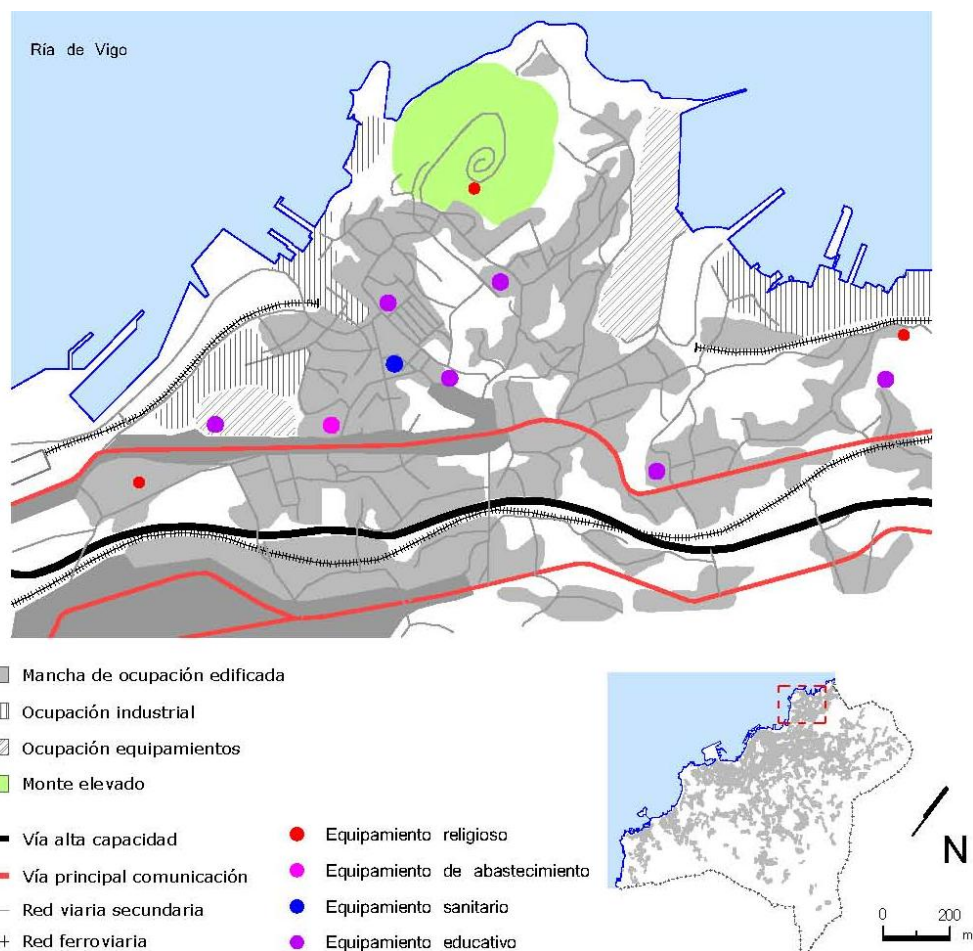 Ría de Vigo
Mancha de ocupación edificada
Ocupación industrial
Ocupación equipamientos
Monte elevado
Vía alta capacidad
Vía principal comunicación
Red viaria secundaria
Red ferroviaria
Equipamiento religioso
Equipamiento de abastecimiento
Equipamiento sanitario
Equipamiento educativo
N
0 200
m